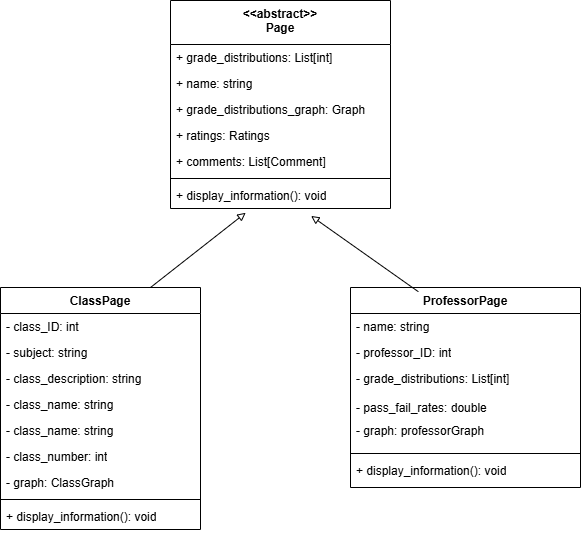 <<abstract>>
Page
+ grade_distributions: List[int]
+ name: string
+ grade_distributions_graph: Graph
+ ratings: Ratings
+ comments: List[Comment]
+ display_information(): void
ClassPage
- class_ID: int
- subject: string
- class_description: string
- class_name: string
- class_name: string
- class_number: int
- graph: ClassGraph
+ display_information(): void
ProfessorPage
- name: string
- professor_ID: int
- grade_distributions: List[int]
- pass_fail_rates: double
- graph: professorGraph
+ display_information(): void